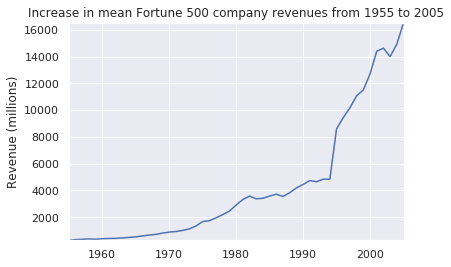 Increase in mean Fortune 500 company revenues from 1955 to 2005
Revenue (millions)
16000
14000
12000
10000
8000
6000
4000
2000
1960 1970 1980 1990 2000